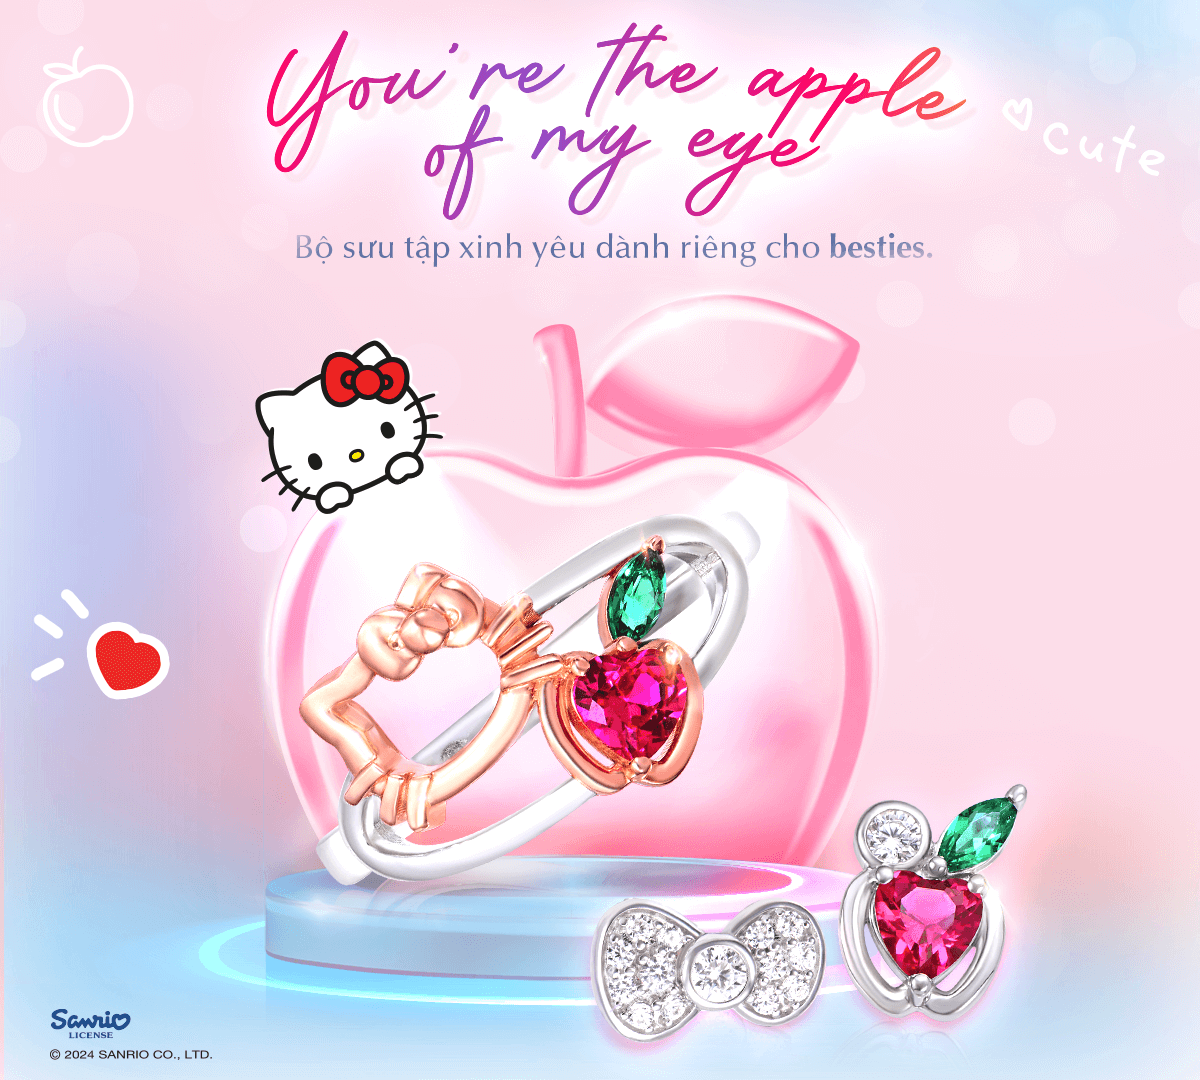 You're the apple
of my eye
cute
Bộ sưu tập xinh yêu dành riêng cho besties.
Sanrio
LICENSE
© 2024 SANRIO CO., LTD.